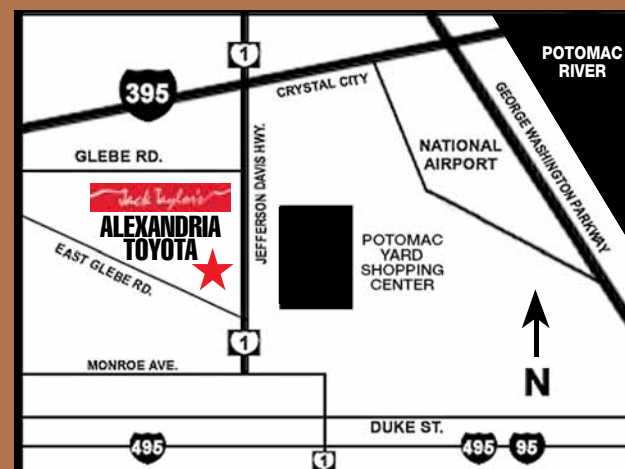 1
POTOMAC
RIVER
395
CRYSTAL CITY
GEORGE WASHINGTON PARKWAY
GLEBE RD.
JEFFERSON DAVIS HWY.
NATIONAL
AIRPORT
Jack Taylor's
ALEXANDRIA
TOYOTA
EAST GLEBE RD.
POTOMAC
YARD
SHOPPING
CENTER
1
MONROE AVE.
N
DUKE ST.
495
495
95
1